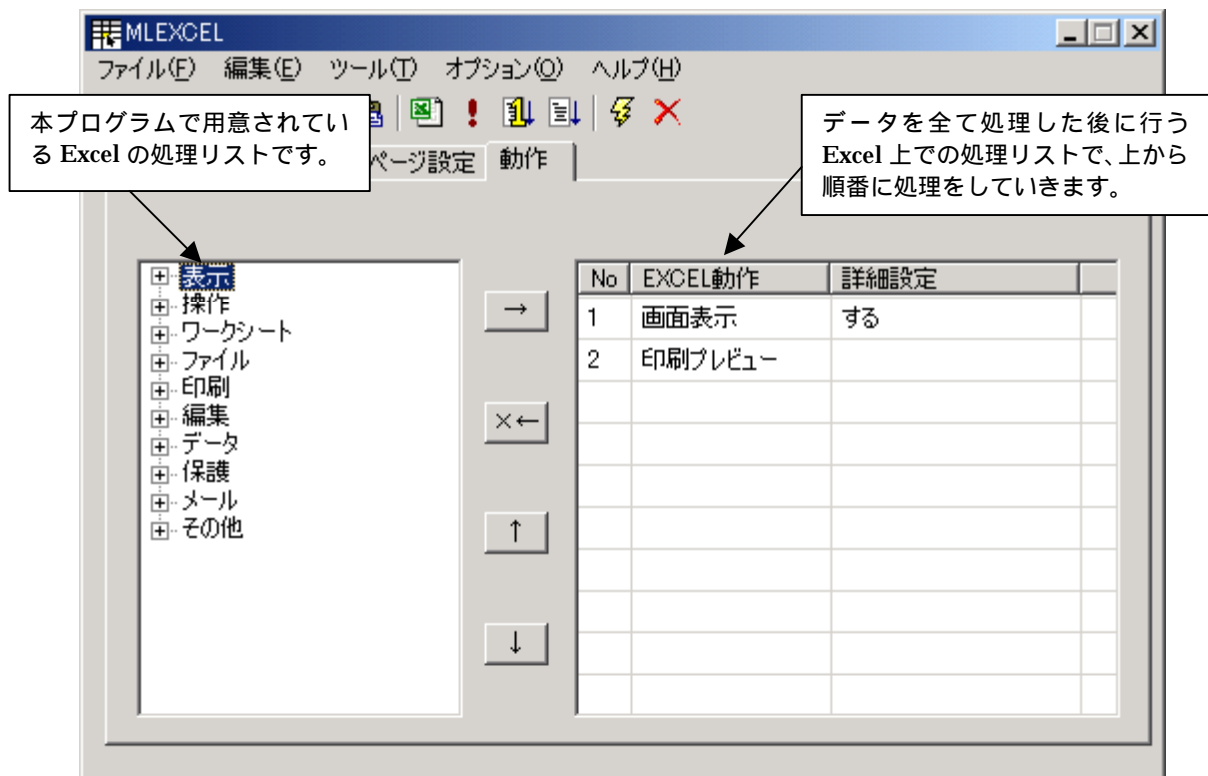 MLEXCEL
ファイル(F) 編集(E) ツール(T) オプション(O) ヘルプ(H)
本プログラムで用意されてい
る Excel の処理リストです。
データを全て処理した後に行う
Excel 上での処理リストで、上から
順番に処理をしていきます。
ページ設定 動作
表示
操作
ワークシート
ファイル
印刷
編集
データ
保護
メール
その他
→
×←
↑
↓
No EXCEL動作 詳細設定
1 画面表示 する
2 印刷プレビュー